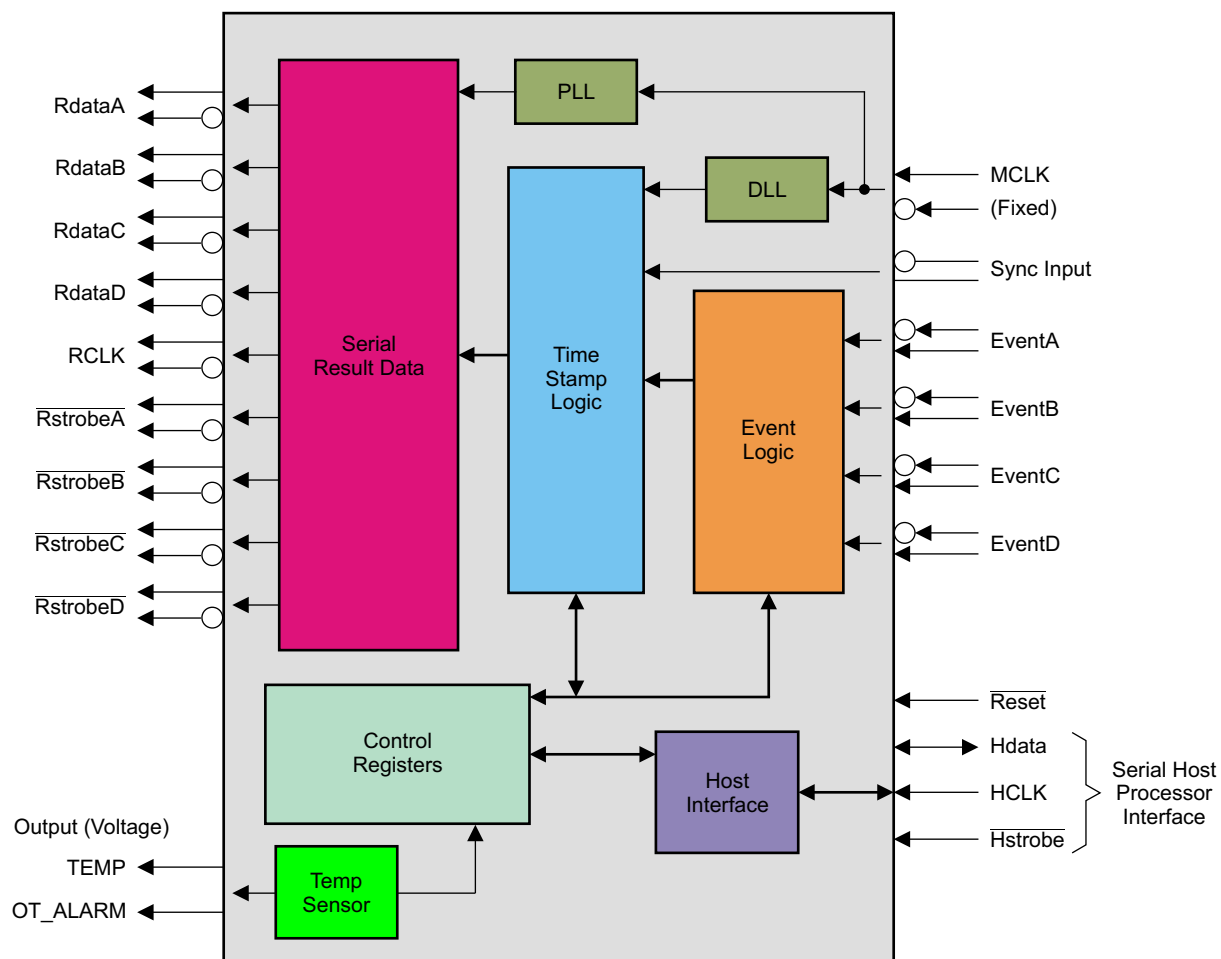 RdataA
RdataB
RdataC
RdataD
RCLK
RstrobeA
RstrobeB
RstrobeC
RstrobeD
Output (Voltage)
TEMP
OT_ALARM
Serial
Result Data
PLL
DLL
Time
Stamp
Logic
Event
Logic
Control
Registers
Host
Interface
Temp
Sensor
MCLK
(Fixed)
Sync Input
EventA
EventB
EventC
EventD
Reset
Hdata
HCLK
Hstrobe
Serial Host
Processor
Interface